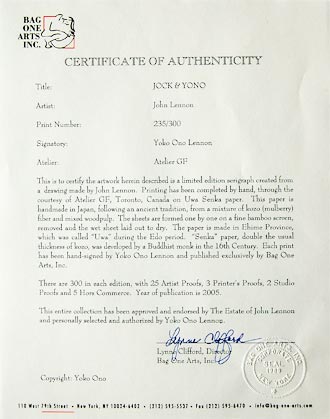 BAG
ONE
ARTS
INC.
CERTIFICATE OF AUTHENTICITY
Title: JOCK & YONO
Artist: John Lennon
Print Number: 235/300
Signatory: Yoko Ono Lennon
Atelier: Atelier GF
This is to certify the artwork herein described is a limited edition serigraph created from
a drawing made by John Lennon. Printing has been completed by hand, through the
courtesy of Atelier GF, Toronto, Canada on Uwa Senka paper. This paper is
handmade in Japan, following an ancient tradition, from a mixture of kozo (mulberry)
fiber and mixed woodpulp. The sheets are formed one by one on a fine bamboo screen,
removed and the wet sheet laid out to dry. The paper is made in Ehime Province,
which was called "Uwa" during the Edo period. "Senka" paper, double the usual
thickness of kozo, was developed by a Buddhist monk in the 16th Century. Each print
has been hand-signed by Yoko Ono Lennon and published exclusively by Bag One
Arts, Inc.
There are 300 in each edition, with 25 Artist Proofs, 3 Printer's Proofs, 2 Studio
Proofs and 5 Hors Commerce. Year of publication is 2005.
This entire collection has been approved and endorsed by The Estate of John Lennon
and personally selected and authorized by Yoko Ono Lennon.
Lynne Clifford
Lynne Clifford, Director
Bag One Arts, Inc.
SEAL
NEW YORK
Copyright: Yoko Ono
110 West 79th Street • New York, NY 10024-6402 • (212) 595-5537 • Fax (212) 595-6470 • info@bag-one-arts.com